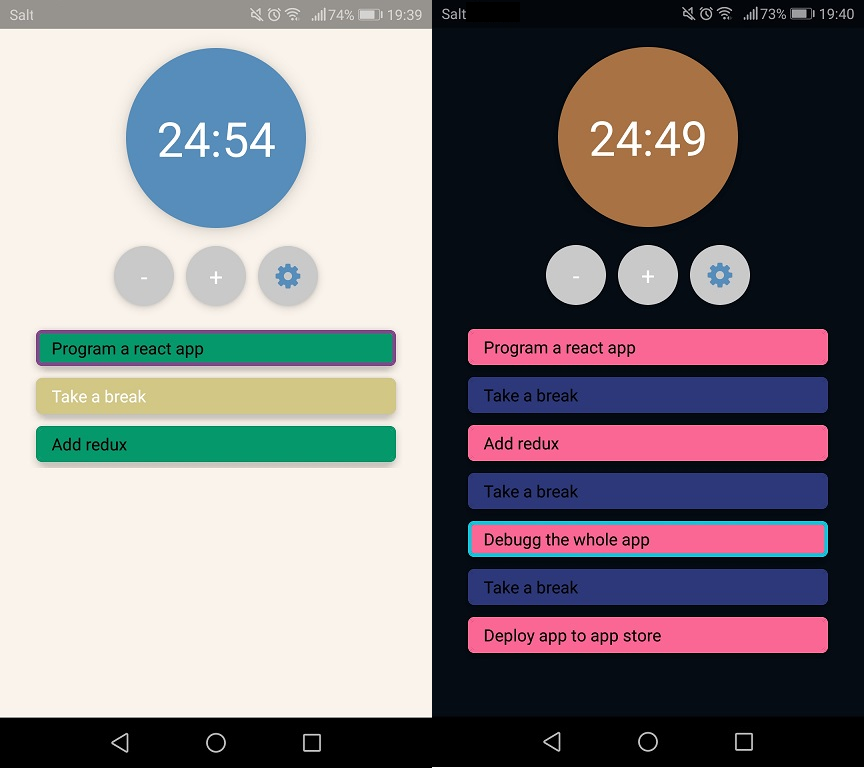 Salt 74% 19:39
24:54
- +
Program a react app
Take a break
Add redux
Salt 73% 19:40
24:49
- +
Program a react app
Take a break
Add redux
Take a break
Debugg the whole app
Take a break
Deploy app to app store